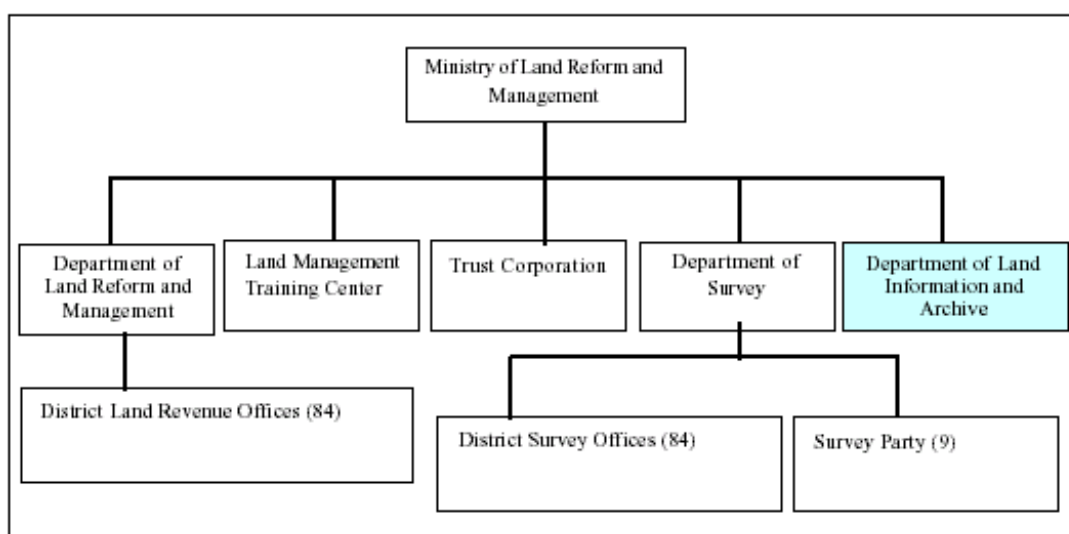 Ministry of Land Reform and
Management
Department of
Land Reform and
Management
Land Management
Training Center
Trust Corporation
Department of
Survey
Department of Land
Information and
Archive
District Land Revenue Offices (84)
District Survey Offices (84)
Survey Party (9)